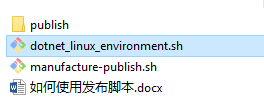 publish
dotnet_linux_environment.sh
manufacture-publish.sh
如何使用发布脚本.docx